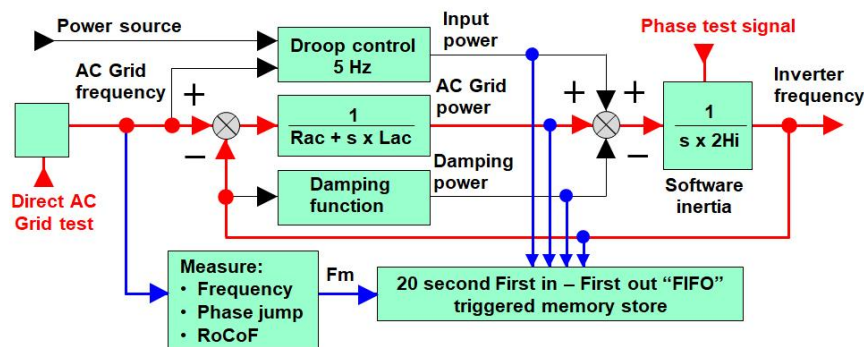 Power source
Droop control
5 Hz
Input
power
Phase test signal
AC Grid
frequency
+
−
1
Rac + s x Lac
AC Grid
power
+
+
−
1
s x 2Hi
Inverter
frequency
Direct AC
Grid test
Damping
function
Damping
power
Software
inertia
Measure:
• Frequency
• Phase jump
• RoCoF
Fm
20 second First in – First out “FIFO”
triggered memory store